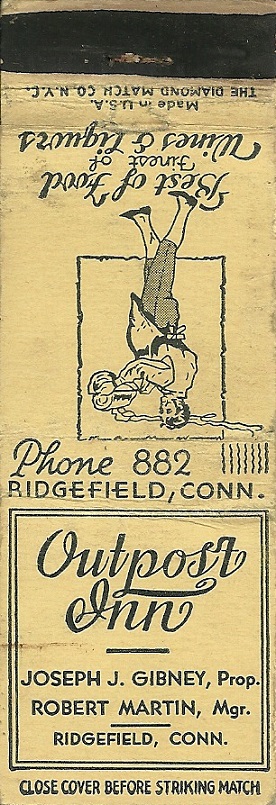 Made in U.S.A.
THE DIAMOND MATCH CO. N.Y.C.
Best of Food
Finest of
Wines & Liquors
Phone 882
RIDGEFIELD, CONN.
Outpost
Inn
JOSEPH J. GIBNEY, Prop.
ROBERT MARTIN, Mgr.
RIDGEFIELD, CONN.
CLOSE COVER BEFORE STRIKING MATCH